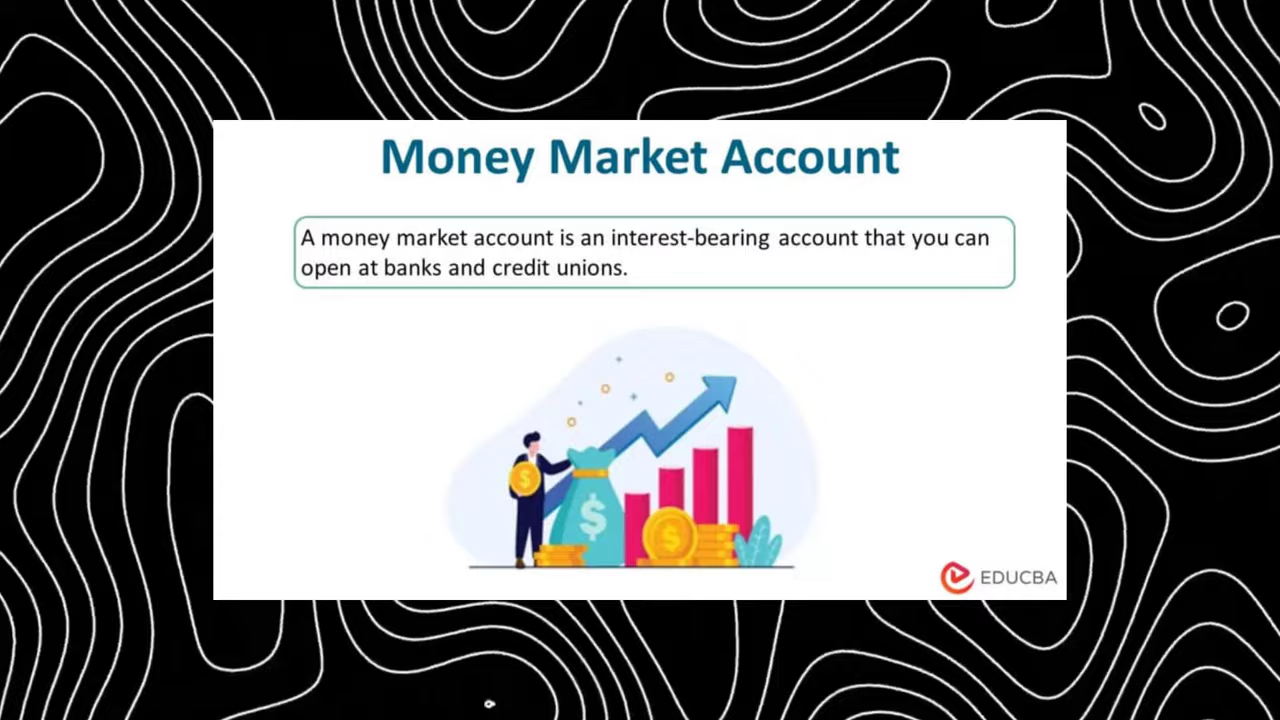 Money Market Account
A money market account is an interest-bearing account that you can
open at banks and credit unions.
$
$
$
EDUCBA